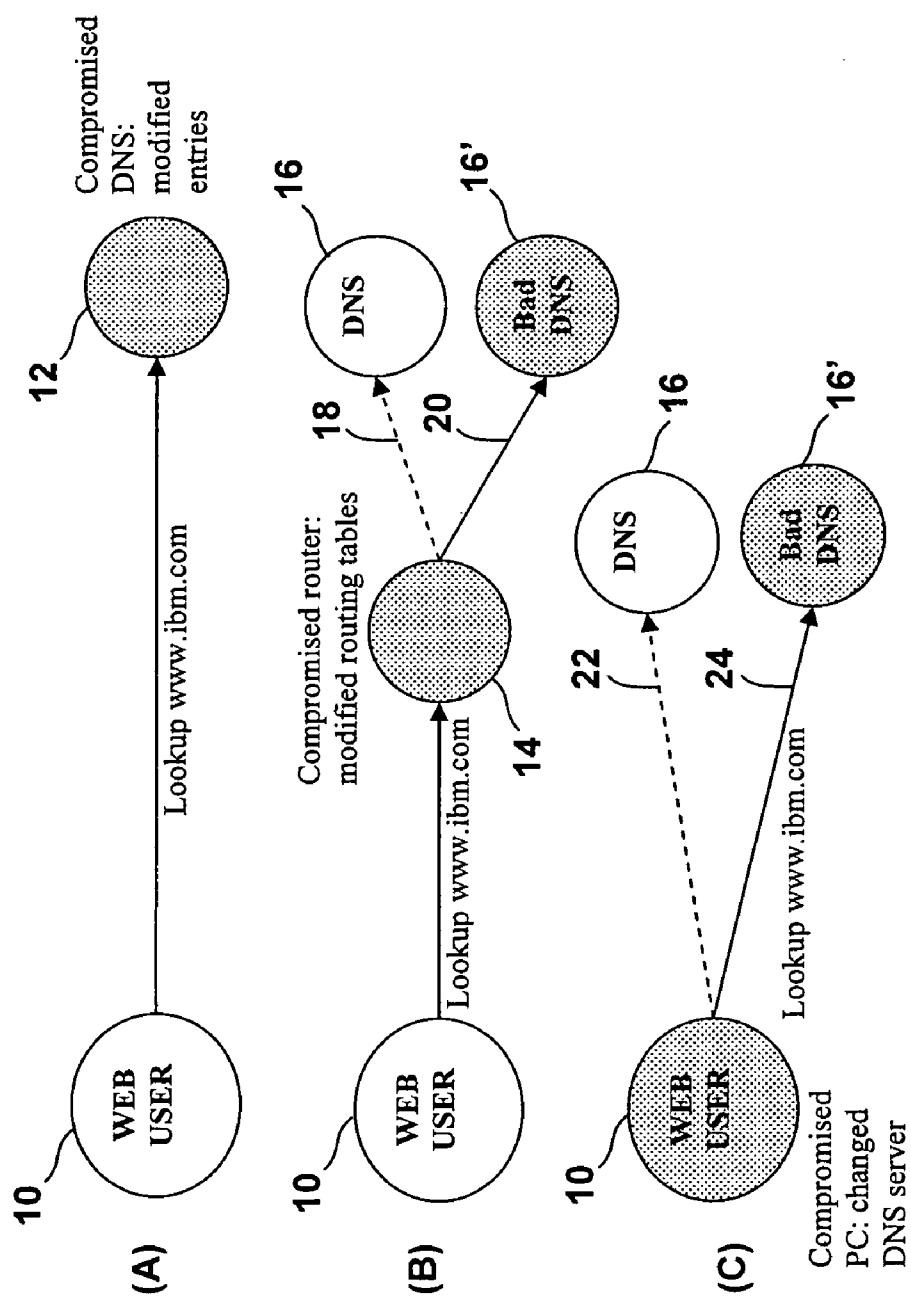 (A)
10
WEB
USER
Lookup www.ibm.com
12
Compromised
DNS:
modified
entries
(B)
10
WEB
USER
Lookup www.ibm.com
Compromised router:
modified routing tables
14
18
20
DNS
16
Bad
DNS
16’
(C)
10
WEB
USER
Compromised
PC: changed
DNS server
Lookup www.ibm.com
22
24
DNS
16
Bad
DNS
16’